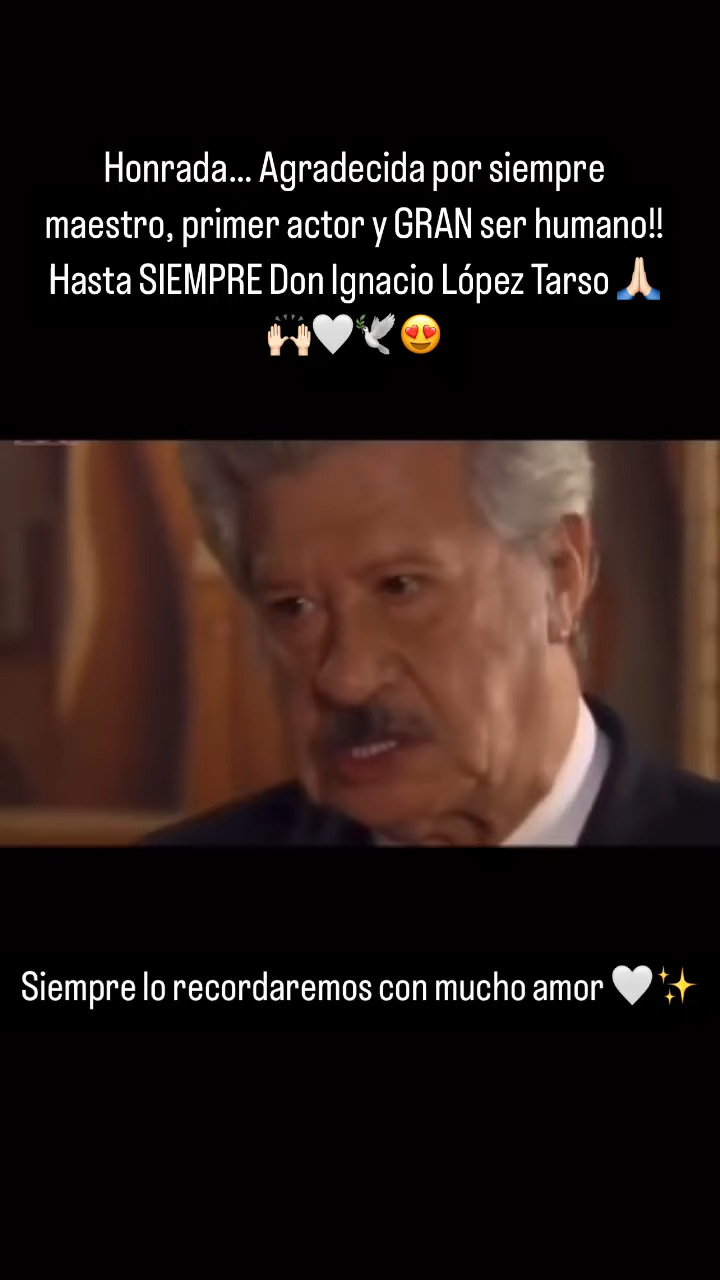 Honrada... Agradecida por siempre
maestro, primer actor y GRAN ser humano!!
Hasta SIEMPRE Don Ignacio López Tarso 🙏🏻
🙌🏻🤍🕊️😍
Siempre lo recordaremos con mucho amor 🤍✨